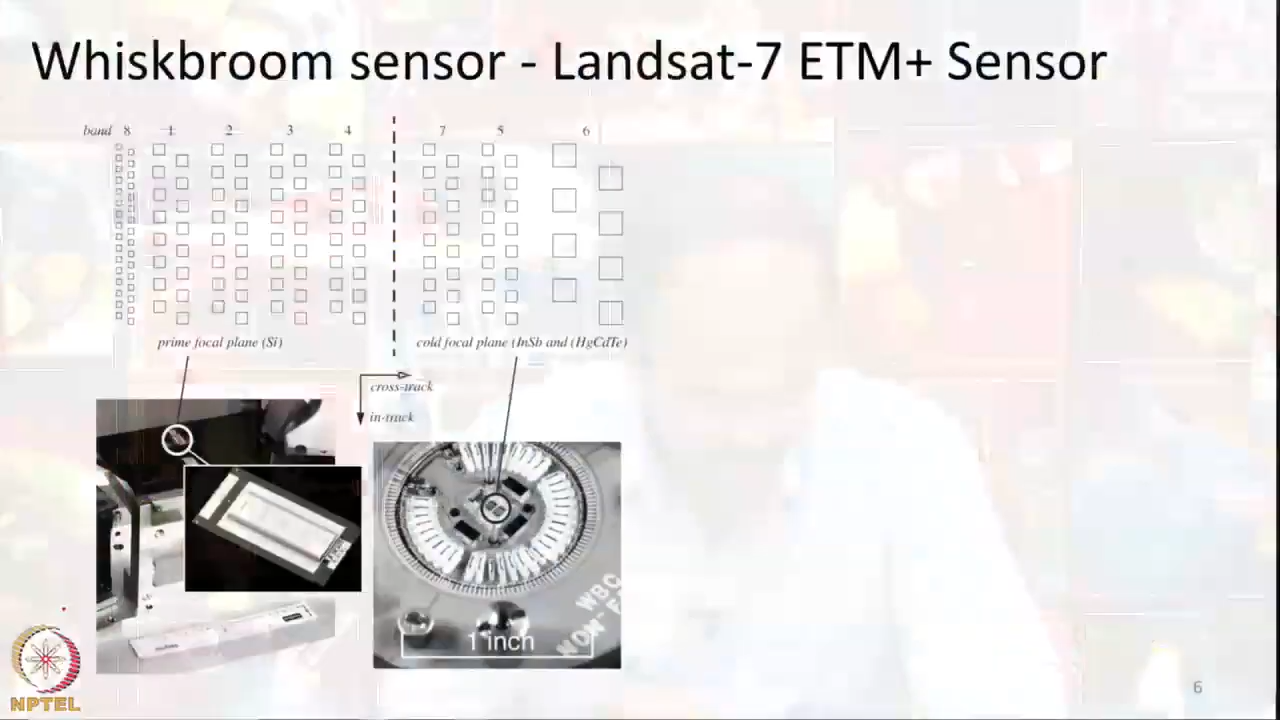 Whiskbroom sensor - Landsat-7 ETM+ Sensor
band 8 1 2 3 4 7 5 6
prime focal plane (Si)
cold focal plane (InSb and (HgCdTe)
cross-track
in-track
WBC
1 inch
NPTEL
6